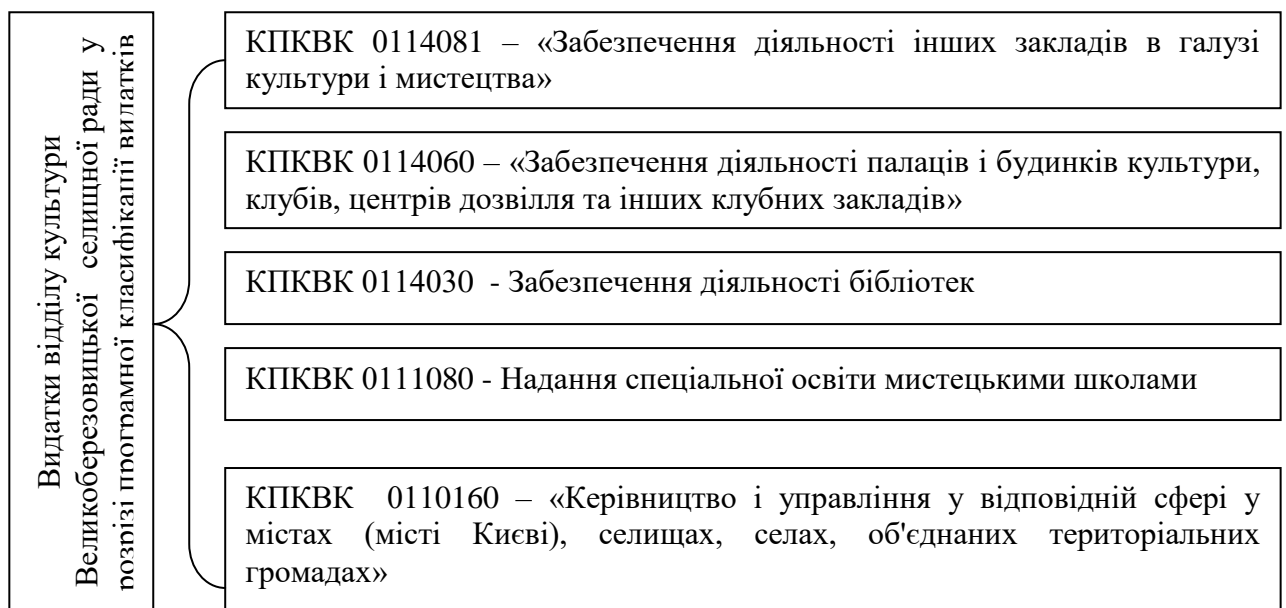 Видатки відділу культури
Великоберезовицької селищної ради у
розрізі програмної класифікації видатків
КПКВК 0114081 – «Забезпечення діяльності інших закладів в галузі
культури і мистецтва»
КПКВК 0114060 – «Забезпечення діяльності палаців і будинків культури,
клубів, центрів дозвілля та інших клубних закладів»
КПКВК 0114030 - Забезпечення діяльності бібліотек
КПКВК 0111080 - Надання спеціальної освіти мистецькими школами
КПКВК 0110160 – «Керівництво і управління у відповідній сфері у
містах (місті Києві), селищах, селах, об'єднаних територіальних
громадах»